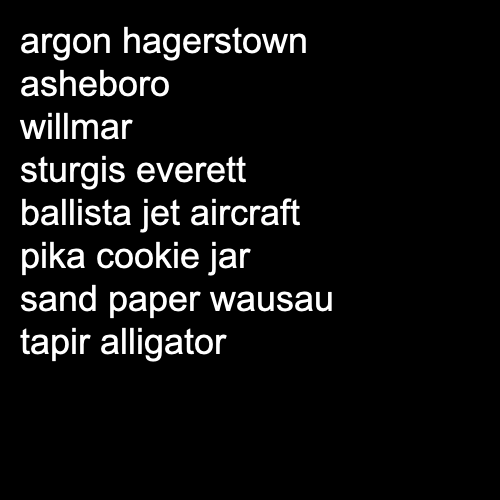 argon hagerstown
asheboro
willmar
sturgis everett
ballista jet aircraft
pika cookie jar
sand paper wausau
tapir alligator